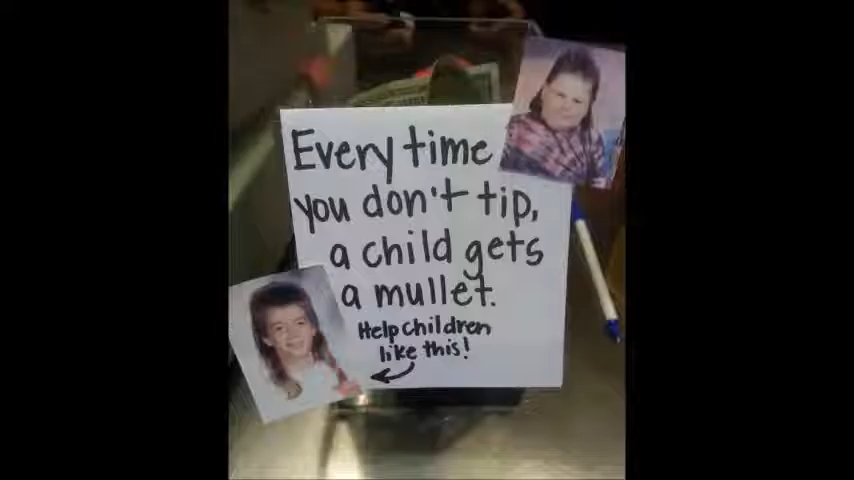 Every time
you don't tip,
a child gets
a mullet.
Help children
like this!